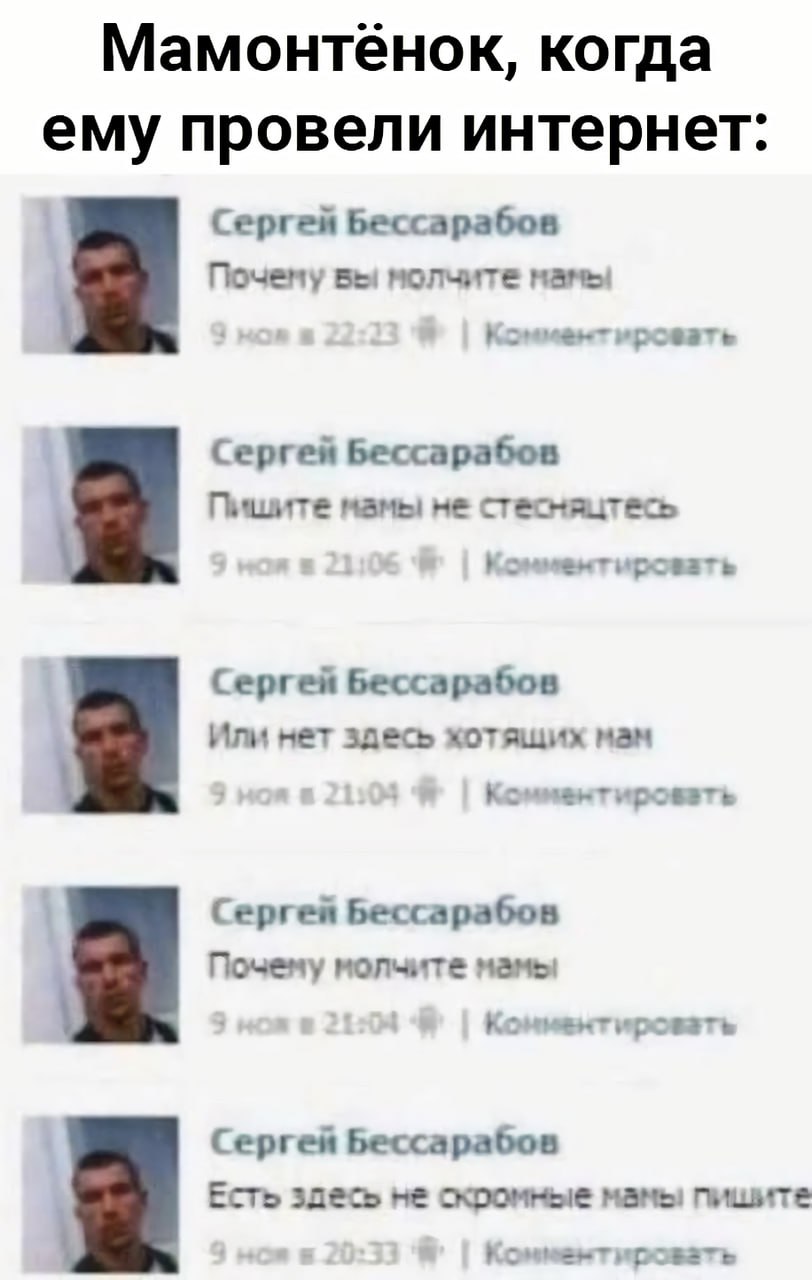 Мамонтёнок, когда
ему провели интернет:
Сергей Бессарабов
Почему вы молчите мамы
9 ноя в 22:23 | Комментировать
Сергей Бессарабов
Пишите мамы не стесняцтесь
9 ноя в 21:06 | Комментировать
Сергей Бессарабов
Или нет здесь хотящих мам
9 ноя в 21:04 | Комментировать
Сергей Бессарабов
Почему молчите мамы
9 ноя в 21:04 | Комментировать
Сергей Бессарабов
Есть здесь не скромные мамы пишите
9 ноя в 20:33 | Комментировать